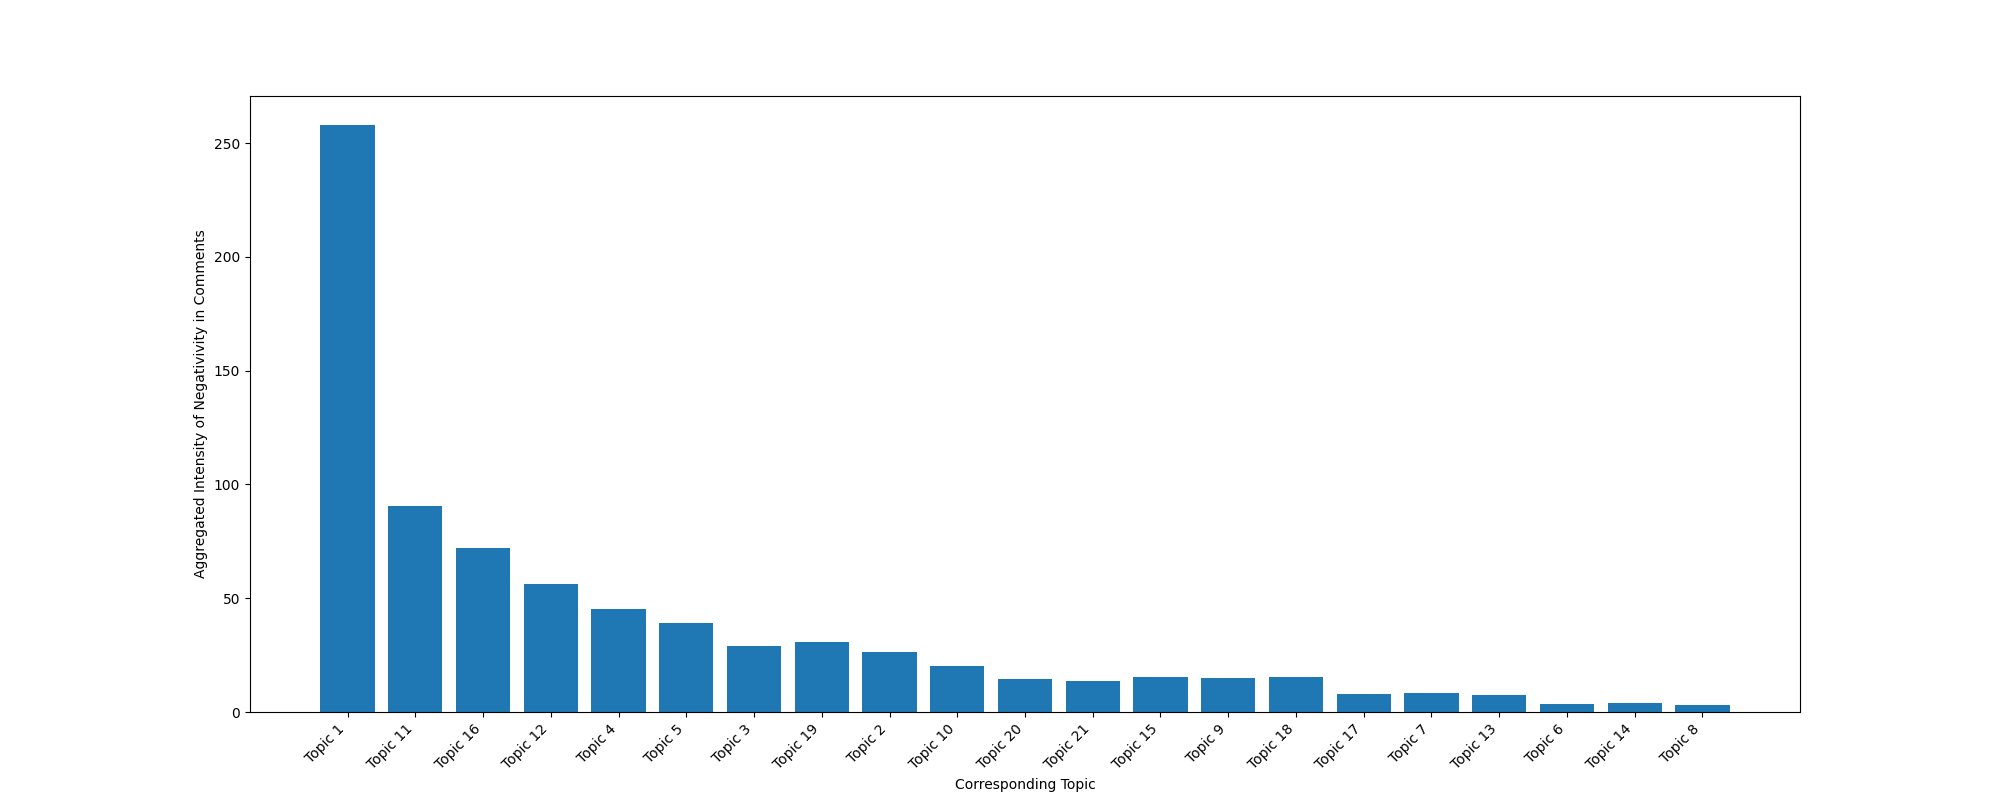 Aggregated Intensity of Negativivity in Comments
250
200
150
100
50
0
Topic 1
Topic 11
Topic 16
Topic 12
Topic 4
Topic 5
Topic 3
Topic 19
Topic 2
Topic 10
Topic 20
Topic 21
Topic 15
Topic 9
Topic 18
Topic 17
Topic 7
Topic 13
Topic 6
Topic 14
Topic 8
Corresponding Topic